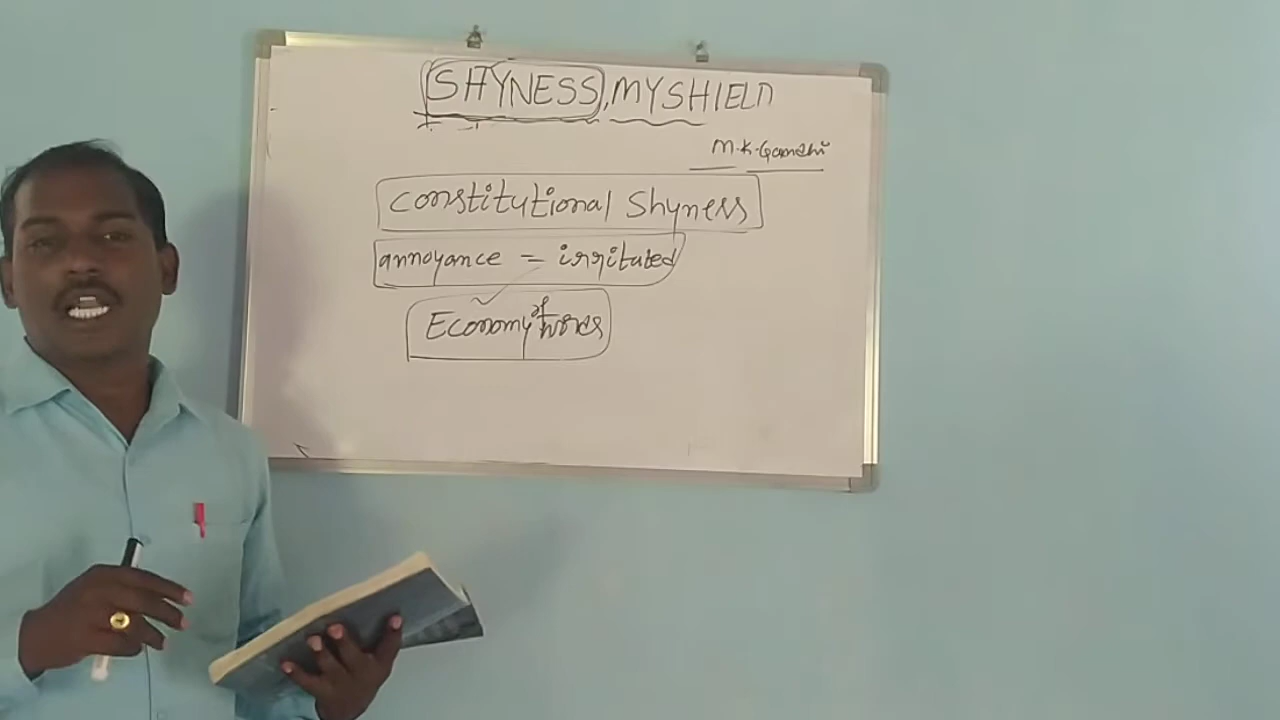 SHYNESS, MY SHIELD
M.K.Gandhi
Constitutional Shyness
annoyance = irritated
Economy of words